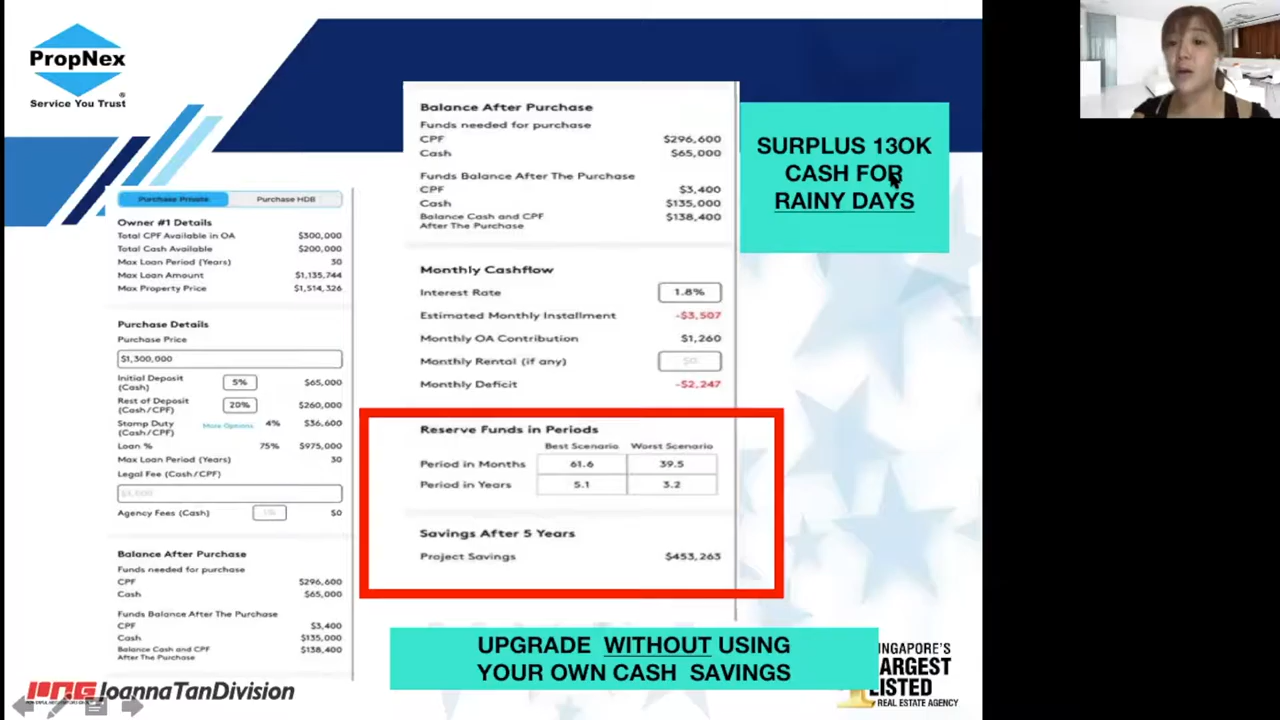 PropNex
Service You Trust
Purchase Private Purchase HDB
Owner #1 Details
Total CPF Available in OA $300,000
Total Cash Available $200,000
Max Loan Period (Years) 30
Max Loan Amount $1,135,744
Max Property Price $1,514,326
Purchase Details
Purchase Price
$1,300,000
Initial Deposit (Cash) 5% $65,000
Rest of Deposit (Cash/CPF) 20% $260,000
Stamp Duty (Cash/CPF) More Options 4% $36,600
Loan % 75% $975,000
Max Loan Period (Years) 30
Legal Fee (Cash/CPF)
Agency Fees (Cash) $0
Balance After Purchase
Funds needed for purchase
CPF $296,600
Cash $65,000
Funds Balance After The Purchase
CPF $3,400
Cash $135,000
Balance Cash and CPF After The Purchase $138,400
JoannaTanDivision
Balance After Purchase
Funds needed for purchase
CPF $296,600
Cash $65,000
Funds Balance After The Purchase
CPF $3,400
Cash $135,000
Balance Cash and CPF $138,400
After The Purchase
Monthly Cashflow
Interest Rate 1.8%
Estimated Monthly Installment -$3,507
Monthly OA Contribution $1,260
Monthly Rental (if any) $0
Monthly Deficit -$2,247
Reserve Funds in Periods
Best Scenario Worst Scenario
Period in Months 61.6 39.5
Period in Years 5.1 3.2
Savings After 5 Years
Project Savings $453,263
SURPLUS 130K
CASH FOR
RAINY DAYS
UPGRADE WITHOUT USING
YOUR OWN CASH SAVINGS
INGAPORE'S
ARGEST
LISTED
REAL ESTATE AGENCY